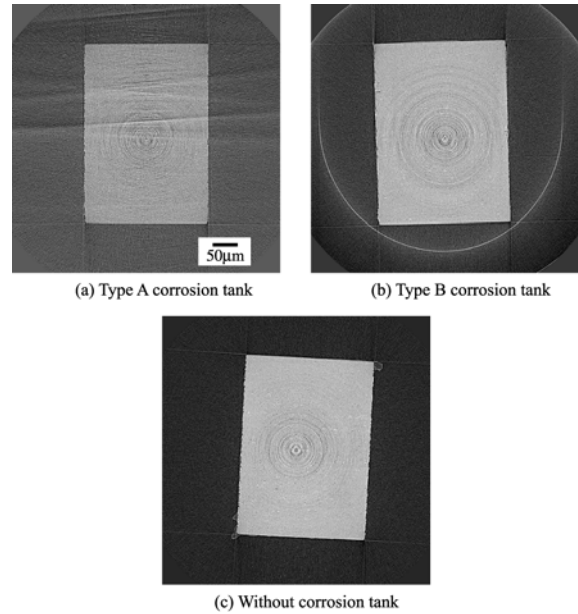 50μm
(a) Type A corrosion tank
(b) Type B corrosion tank
(c) Without corrosion tank